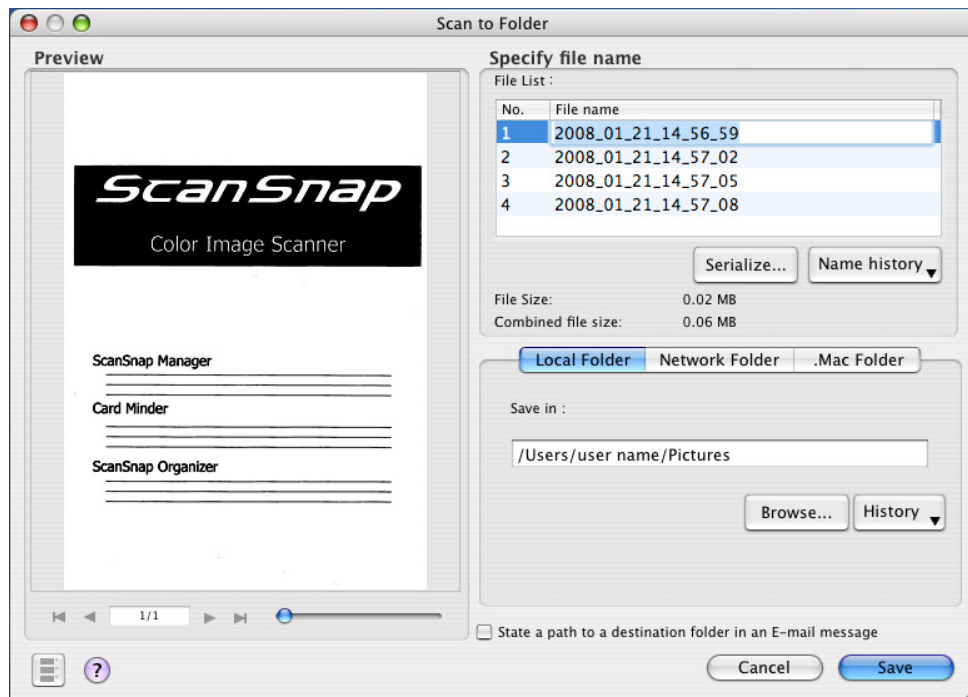 Scan to Folder
Preview
ScanSnap
Color Image Scanner
ScanSnap Manager
Card Minder
ScanSnap Organizer
1/1
?
Specify file name
File List :
No. File name
1 2008_01_21_14_56_59
2 2008_01_21_14_57_02
3 2008_01_21_14_57_05
4 2008_01_21_14_57_08
Serialize... Name history
File Size: 0.02 MB
Combined file size: 0.06 MB
Local Folder Network Folder .Mac Folder
Save in :
/Users/user name/Pictures
Browse... History
State a path to a destination folder in an E-mail message
Cancel Save